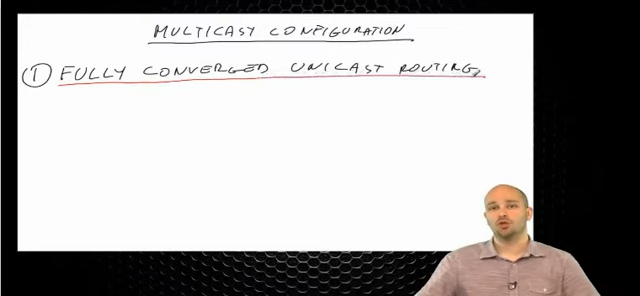 MULTICAST CONFIGURATION
① FULLY CONVERGED UNICAST ROUTING